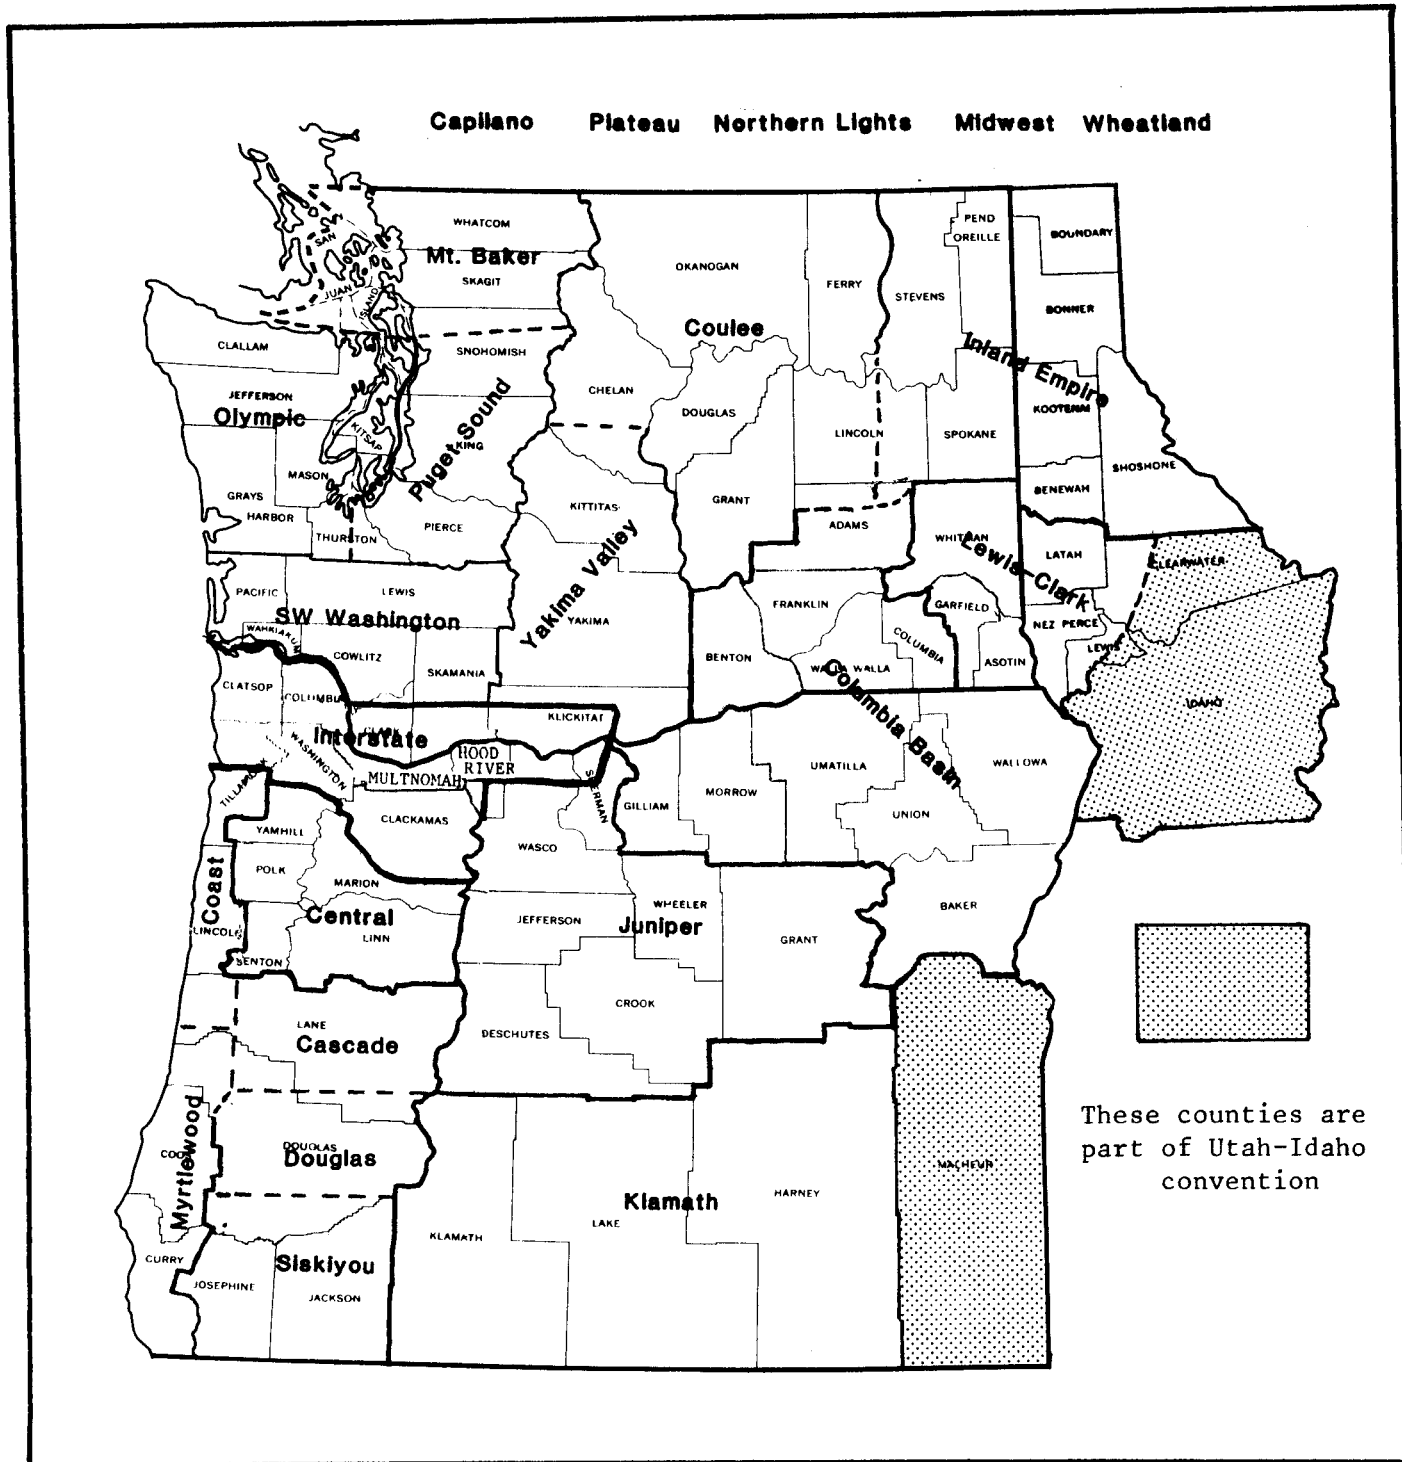 Capilano Plateau Northern Lights Midwest Wheatland
WHATCOM
PEND
OREILLE
BOUNDARY
SAN
Mt. Baker
OKANOGAN
SKAGIT
FERRY
STEVENS
JUAN
ISLAND
BONNER
Coulee
CLALLAM
SNOHOMISH
Inland Empire
CHELAN
JEFFERSON
Olympic
DOUGLAS
KOOTENAI
KITSAP
KING
Puget Sound
LINCOLN
SPOKANE
SHOSHONE
MASON
BENEWAH
GRAYS
HARBOR
KITTITAS
GRANT
THURSTON
PIERCE
ADAMS
WHITMAN
LATAH
CLEARWATER
Lewis-Clark
Yakima Valley
PACIFIC
LEWIS
FRANKLIN
GARFIELD
SW Washington
YAKIMA
NEZ PERCE
WAHKIAKUM
COWLITZ
SKAMANIA
BENTON
WALLA WALLA
COLUMBIA
ASOTIN
LEWIS
Columbia Basin
CLATSOP
COLUMBIA
IDAHO
KLICKITAT
CLARK
Interstate
WASHINGTON
HOOD
RIVER
MULTNOMAH
TILLAMOOK
SHERMAN
GILLIAM
MORROW
UMATILLA
WALLOWA
UNION
YAMHILL
CLACKAMAS
WASCO
POLK
MARION
Coast
Central
LINCOLN
LINN
BENTON
JEFFERSON
WHEELER
Juniper
GRANT
BAKER
CROOK
LANE
Cascade
DESCHUTES
These counties are
part of Utah-Idaho
convention
Myrtlewood
COOS
DOUGLAS
Douglas
MALHEUR
Klamath
HARNEY
LAKE
KLAMATH
CURRY
Siskiyou
JOSEPHINE
JACKSON